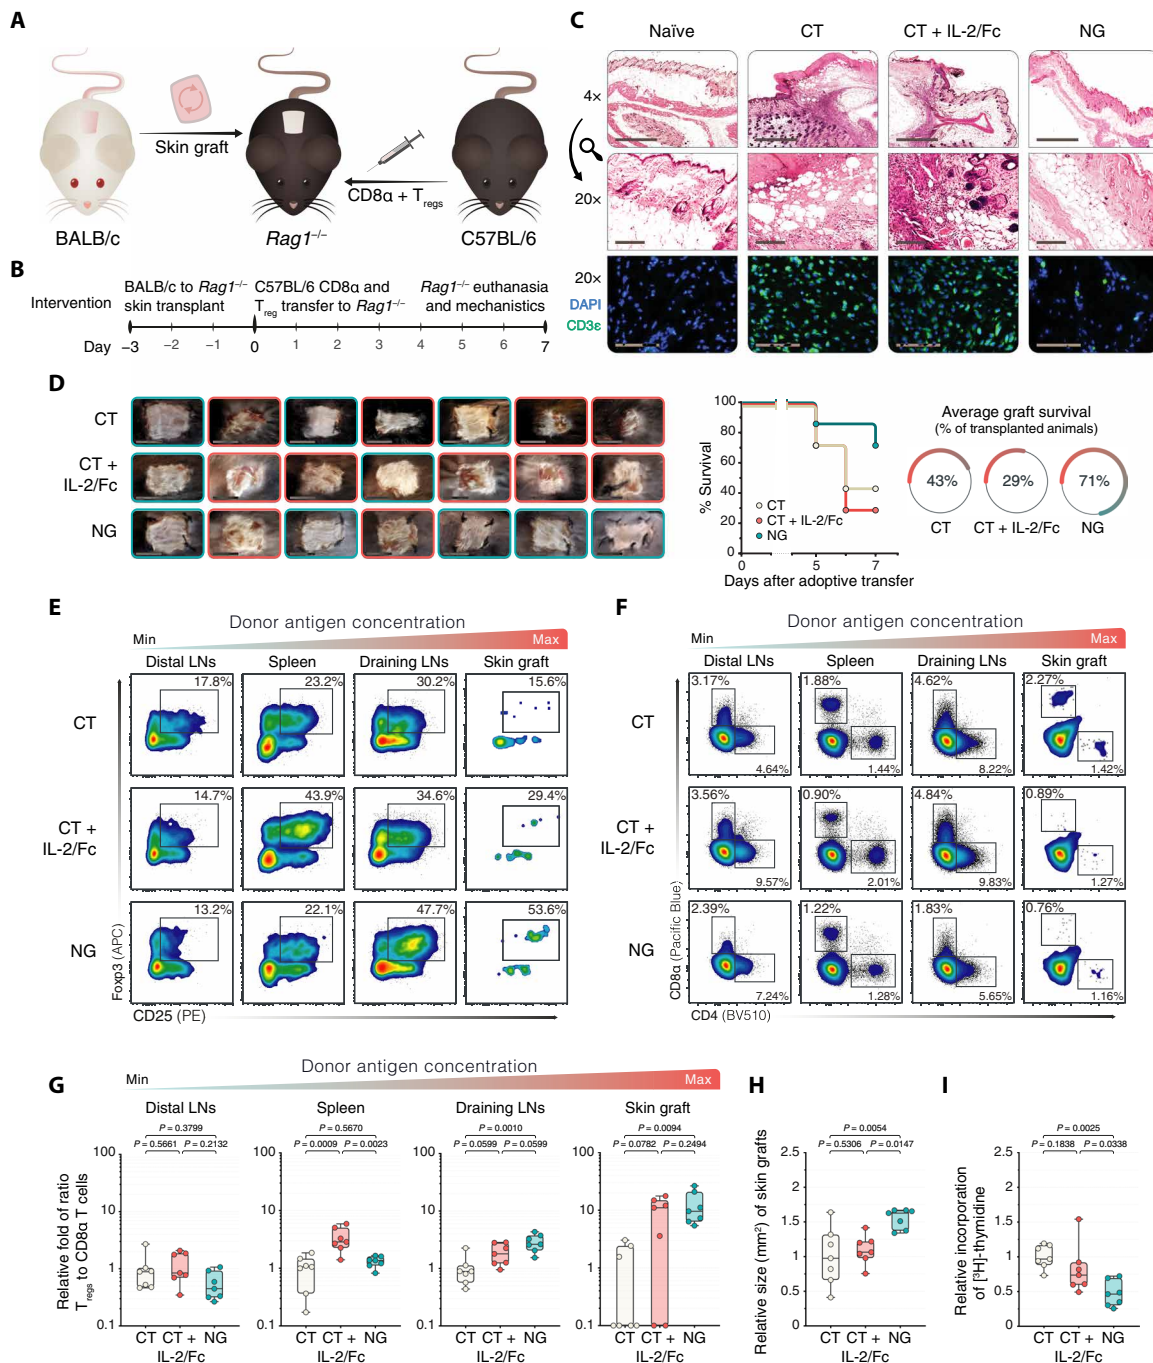 A
Skin graft
CD8α + Tregs
BALB/c
Rag1–/–
C57BL/6
B
Intervention
BALB/c to Rag1–/–
skin transplant
C57BL/6 CD8α and
Treg transfer to Rag1–/–
Rag1–/– euthanasia
and mechanistics
Day
–3 –2 –1 0 1 2 3 4 5 6 7
C
Naïve CT CT + IL-2/Fc NG
4×
20×
20×
DAPI
CD3ε
D
CT
CT +
IL-2/Fc
NG
% Survival
100
80
60
40
20
0
CT
CT + IL-2/Fc
NG
0 5 7
Days after adoptive transfer
Average graft survival
(% of transplanted animals)
43% 29% 71%
CT CT + IL-2/Fc NG
E
Donor antigen concentration
Min Max
Distal LNs Spleen Draining LNs Skin graft
CT
17.8% 23.2% 30.2% 15.6%
CT +
IL-2/Fc
14.7% 43.9% 34.6% 29.4%
NG
13.2% 22.1% 47.7% 53.6%
Foxp3 (APC)
CD25 (PE)
F
Donor antigen concentration
Min Max
Distal LNs Spleen Draining LNs Skin graft
CT
3.17% 1.88% 4.62% 2.27%
4.64% 1.44% 8.22% 1.42%
CT +
IL-2/Fc
3.56% 0.90% 4.84% 0.89%
9.57% 2.01% 9.83% 1.27%
NG
2.39% 1.22% 1.83% 0.76%
7.24% 1.28% 5.65% 1.16%
CD8α (Pacific Blue)
CD4 (BV510)
G
Donor antigen concentration
Min Max
Relative fold of ratio
Tregs to CD8α T cells
Distal LNs
P = 0.3799
P = 0.5661 P = 0.2132
100
10
1
0.1
CT CT + NG
IL-2/Fc
Spleen
P = 0.5670
P = 0.0009 P = 0.0023
100
10
1
0.1
CT CT + NG
IL-2/Fc
Draining LNs
P = 0.0010
P = 0.0599 P = 0.0599
100
10
1
0.1
CT CT + NG
IL-2/Fc
Skin graft
P = 0.0094
P = 0.0782 P = 0.2494
100
10
1
0.1
CT CT + NG
IL-2/Fc
H
P = 0.0054
P = 0.5306 P = 0.0147
Relative size (mm²) of skin grafts
2.5
2
1.5
1
0.5
0
CT CT + NG
IL-2/Fc
I
P = 0.0025
P = 0.1838 P = 0.0338
Relative incorporation
of [³H]-thymidine
2.5
2
1.5
1
0.5
0
CT CT + NG
IL-2/Fc